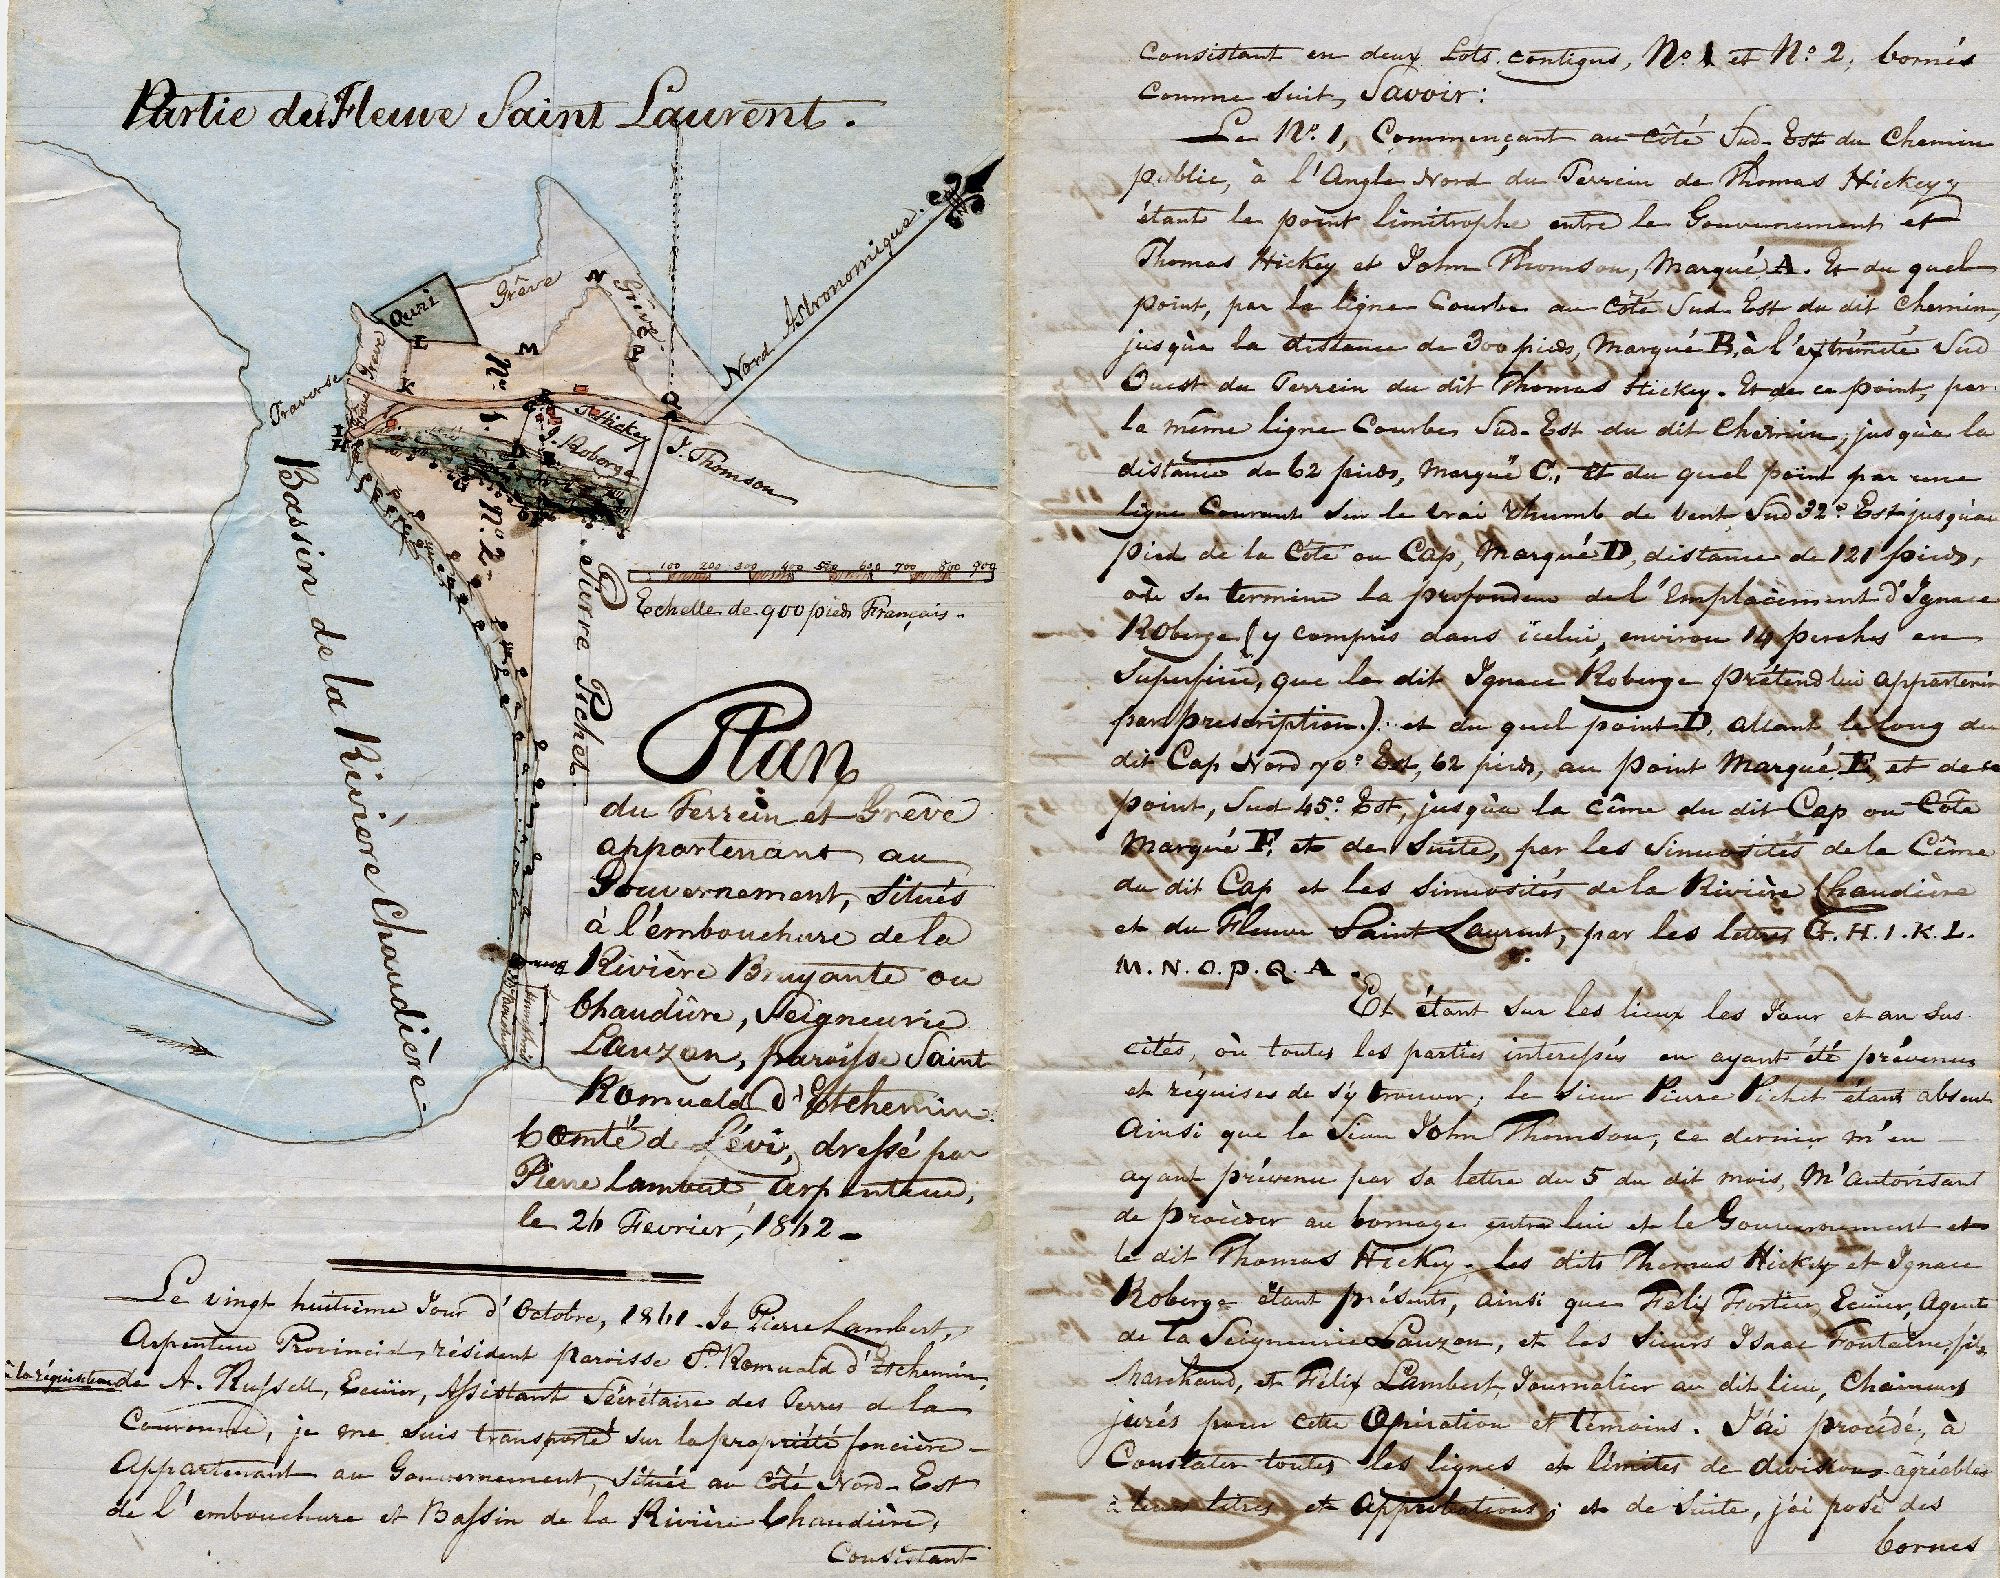 Partie du Fleuve Saint Laurent.
Nord Astronomique.
Grêve
N
Grêve
Quai
L
M
P
Grève
N.o 1.
K
Q
Traverse
I
H
T. Hickey
I. Roberge
J. Thomson
D
N.o 2.
Bassin de la Rivière Chaudière
Pierre Pichet.
100 200 300 400 500 600 700 800 900
Echelle de 900 pieds Français.
Plan
du Terrein et Grêve
appartenant au
Gouvernement, situés
à l'embouchure de la
Rivière Bruyante ou
Chaudière, Seigneurie
Lauzon, paroisse Saint
Romuald d'Etchemin
Comté de Lévi, dressé par
Pierre Lambert Arpenteur,
le 26 Fevrier, 1862
Le vingt huitième Jour d'Octobre, 1861. Je Pierre Lambert,
Arpenteur Provincial, résident paroisse St. Romuald d'Etchemin,
à la réquisition de A. Russell, Ecuier, Assistant Sécrétaire des Terres de la
Couronne, je me suis transporté sur la propriété foncière
Appartenant au Gouvernement, située au côté Nord-Est
de l'embouchure et Bassin de la Rivière Chaudière,
Consistant
consistant en deux Lots contigus, No. 1 et No. 2, bornés
comme suit, Savoir:
Le No. 1, Commençant au côté Sud-Est du Chemin
public, à l'Angle Nord du Terrein de Thomas Hickey,
étant le point limitrophe entre le Gouvernement et
Thomas Hickey et John Thomson, Marqué A. Et du quel
point, par la ligne Courbe au côté Sud-Est du dit chemin,
jusqu'à la distance de 300 pieds, Marqué B, à l'extrémité Sud
Ouest du Terrein du dit Thomas Hickey. Et de ce point, par
la même ligne Courbe Sud-Est du dit Chemin, jusqu'à la
distance de 62 pieds, Marqué C., et du quel point par une
ligne Courant sur le vrai rhumb de vent Sud 32° Est jusqu'au
pied de la Côte ou Cap, Marqué D, distance de 121 pieds,
où se termine la profondeur de l'Emplacement d'Ignace
Roberge (y compris dans icelui, environ 14 perches en
Superficie, que le dit Ignace Roberge prétend lui appartenir
par prescription.) et du quel point D, allant le long du
dit Cap Nord 70° Est, 62 pieds, au point Marqué E, et de ce
point, Sud 45° Est, jusqu'à la cîme du dit Cap ou Côte
Marqué F, et de suite, par les sinuosités de la Cîme
du dit Cap et les sinuosités de la Rivière Chaudière
et du Fleuve Saint Laurent, par les lettres G. H. I. K. L.
M. N. O. P. Q. A.
Et étant sur les lieux les Jour et an sus
cités, où toutes les parties interessés en ayant été prévenus
et réquises de s'y trouver; le sieur Pierre Pichet étant absent
Ainsi que le Sieur John Thomson, ce dernier m'en
ayant prévenu par sa lettre du 5 du dit mois, M'autorisant
de procéder au bornage entre lui et le Gouvernement et
le dit Thomas Hickey. les dits Thomas Hickey et Ignace
Roberge étant présents, ainsi que Felix Fortier, Ecuier, Agent
de la Seigneurie Lauzon, et les sieurs Isaac Fontaine,
Marchand, et Félix Lambert, Journalier au dit lieu, Chaineurs
jurés pour cette Opération et témoins. J'ai procédé, à
Constater toutes les lignes et limites de divisions agréables
à leurs titres et Approbations; et de suite, j'ai posé des
bornes